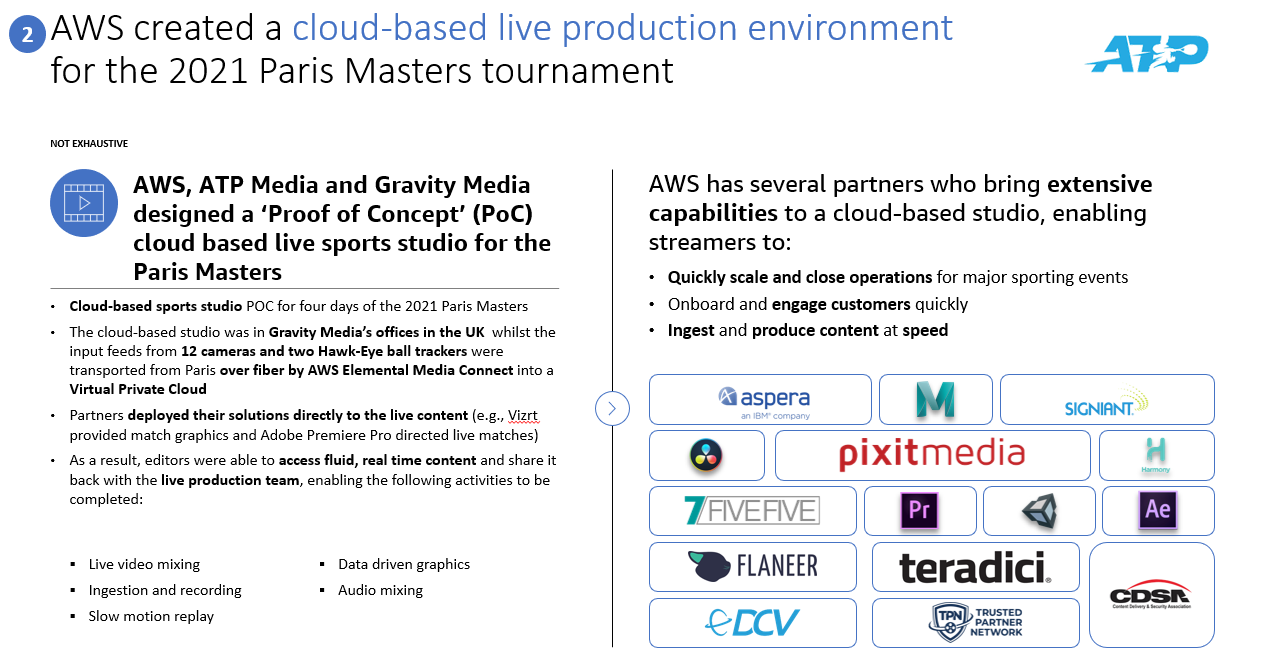 2
AWS created a cloud-based live production environment
for the 2021 Paris Masters tournament
ATP
NOT EXHAUSTIVE
AWS, ATP Media and Gravity Media
designed a ‘Proof of Concept’ (PoC)
cloud based live sports studio for the
Paris Masters
• Cloud-based sports studio POC for four days of the 2021 Paris Masters
• The cloud-based studio was in Gravity Media’s offices in the UK whilst the
input feeds from 12 cameras and two Hawk-Eye ball trackers were
transported from Paris over fiber by AWS Elemental Media Connect into a
Virtual Private Cloud
• Partners deployed their solutions directly to the live content (e.g., Vizrt
provided match graphics and Adobe Premiere Pro directed live matches)
• As a result, editors were able to access fluid, real time content and share it
back with the live production team, enabling the following activities to be
completed:
▪ Live video mixing
▪ Ingestion and recording
▪ Slow motion replay
▪ Data driven graphics
▪ Audio mixing
AWS has several partners who bring extensive
capabilities to a cloud-based studio, enabling
streamers to:
• Quickly scale and close operations for major sporting events
• Onboard and engage customers quickly
• Ingest and produce content at speed
aspera
an IBM® company
M
SIGNIANT
pixitmedia
H
Harmony
7/FIVEFIVE
Pr
Ae
FLANEER
teradici®
CDSA
Content Delivery & Security Association
eDCV
TPN
TRUSTED
PARTNER
NETWORK